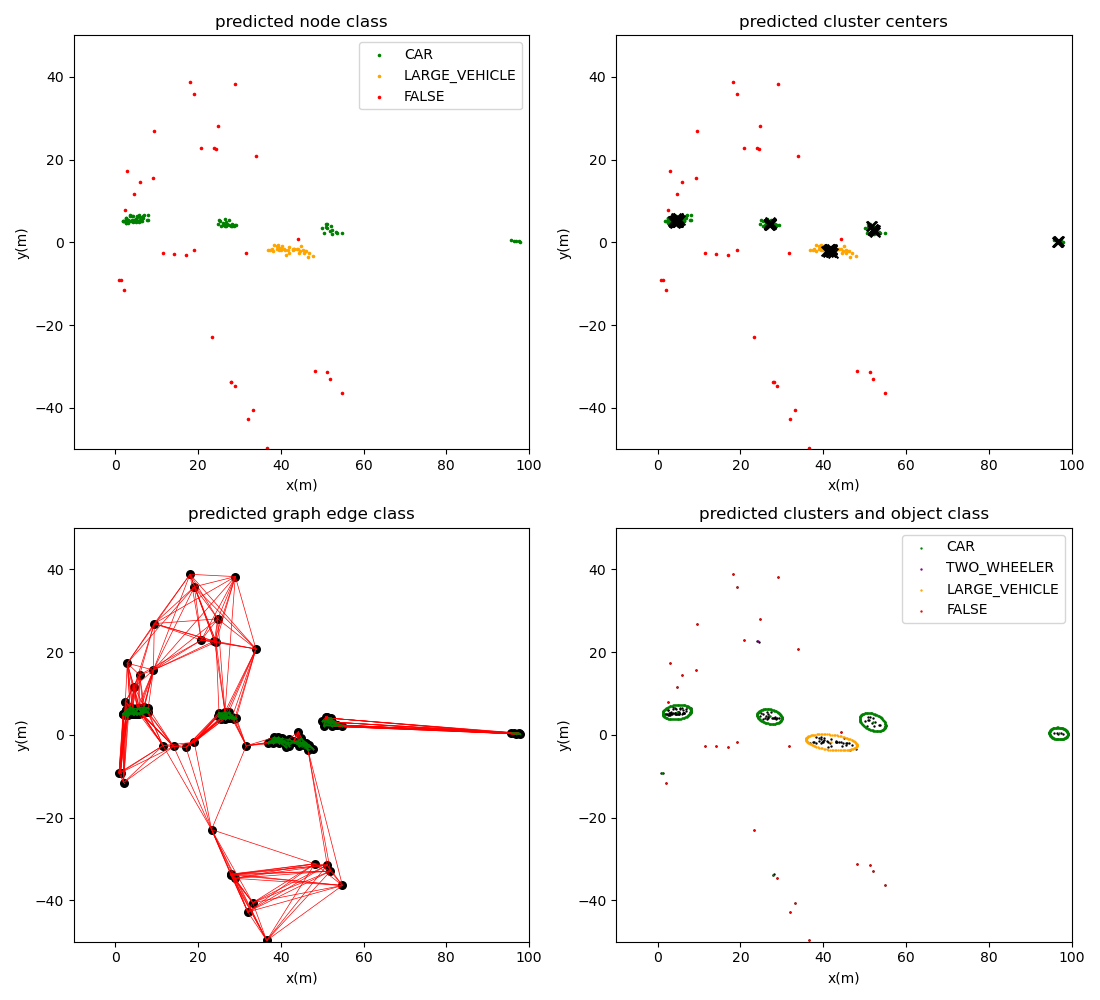 predicted node class
CAR
LARGE_VEHICLE
FALSE
40
20
0
−20
−40
y(m)
0 20 40 60 80 100
x(m)
predicted cluster centers
40
20
0
−20
−40
y(m)
0 20 40 60 80 100
x(m)
predicted graph edge class
40
20
0
−20
−40
y(m)
0 20 40 60 80 100
x(m)
predicted clusters and object class
CAR
TWO_WHEELER
LARGE_VEHICLE
FALSE
40
20
0
−20
−40
y(m)
0 20 40 60 80 100
x(m)